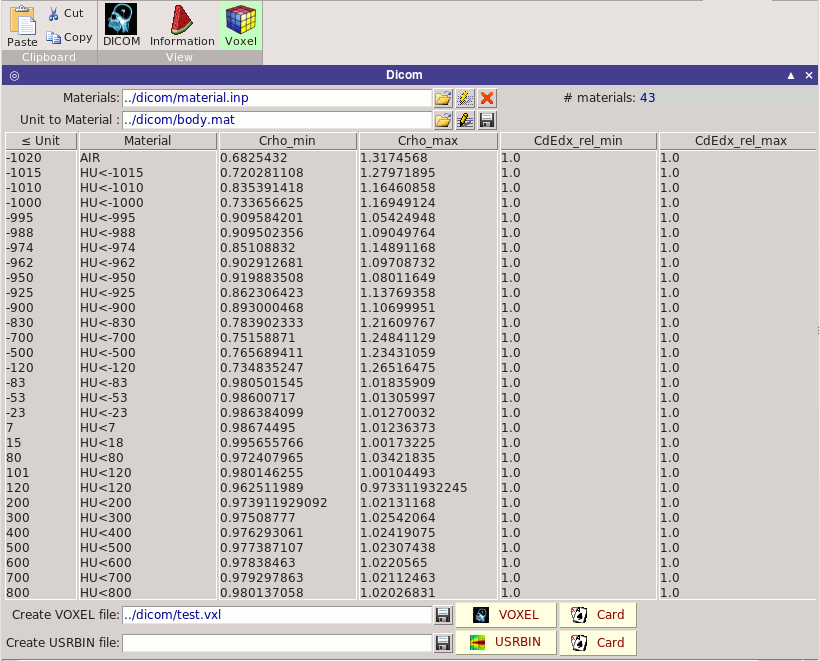 Paste Cut Copy DICOM Information Voxel
Clipboard View
Dicom
Materials: ../dicom/material.inp # materials: 43
Unit to Material : ../dicom/body.mat
≤ Unit Material Crho_min Crho_max CdEdx_rel_min CdEdx_rel_max
-1020 AIR 0.6825432 1.3174568 1.0 1.0
-1015 HU<-1015 0.720281108 1.27971895 1.0 1.0
-1010 HU<-1010 0.835391418 1.16460858 1.0 1.0
-1000 HU<-1000 0.733656625 1.16949124 1.0 1.0
-995 HU<-995 0.909584201 1.05424948 1.0 1.0
-988 HU<-988 0.909502356 1.09049764 1.0 1.0
-974 HU<-974 0.85108832 1.14891168 1.0 1.0
-962 HU<-962 0.902912681 1.09708732 1.0 1.0
-950 HU<-950 0.919883508 1.08011649 1.0 1.0
-925 HU<-925 0.862306423 1.13769358 1.0 1.0
-900 HU<-900 0.893000468 1.10699951 1.0 1.0
-830 HU<-830 0.783902333 1.21609767 1.0 1.0
-700 HU<-700 0.75158871 1.24841129 1.0 1.0
-500 HU<-500 0.765689411 1.23431059 1.0 1.0
-120 HU<-120 0.734835247 1.26516475 1.0 1.0
-83 HU<-83 0.980501545 1.01835909 1.0 1.0
-53 HU<-53 0.98600717 1.01305997 1.0 1.0
-23 HU<-23 0.986384099 1.01270032 1.0 1.0
7 HU<7 0.98674495 1.01236373 1.0 1.0
15 HU<18 0.995655766 1.00173225 1.0 1.0
80 HU<80 0.972407965 1.03421835 1.0 1.0
101 HU<120 0.980146255 1.00104493 1.0 1.0
120 HU<120 0.962511989 0.973311932245 1.0 1.0
200 HU<200 0.973911929092 1.02131168 1.0 1.0
300 HU<300 0.97508777 1.02542064 1.0 1.0
400 HU<400 0.976293061 1.02419075 1.0 1.0
500 HU<500 0.977387107 1.02307438 1.0 1.0
600 HU<600 0.97838463 1.0220565 1.0 1.0
700 HU<700 0.979297863 1.02112463 1.0 1.0
800 HU<800 0.980137058 1.02026831 1.0 1.0
Create VOXEL file: ../dicom/test.vxl VOXEL Card
Create USRBIN file: USRBIN Card